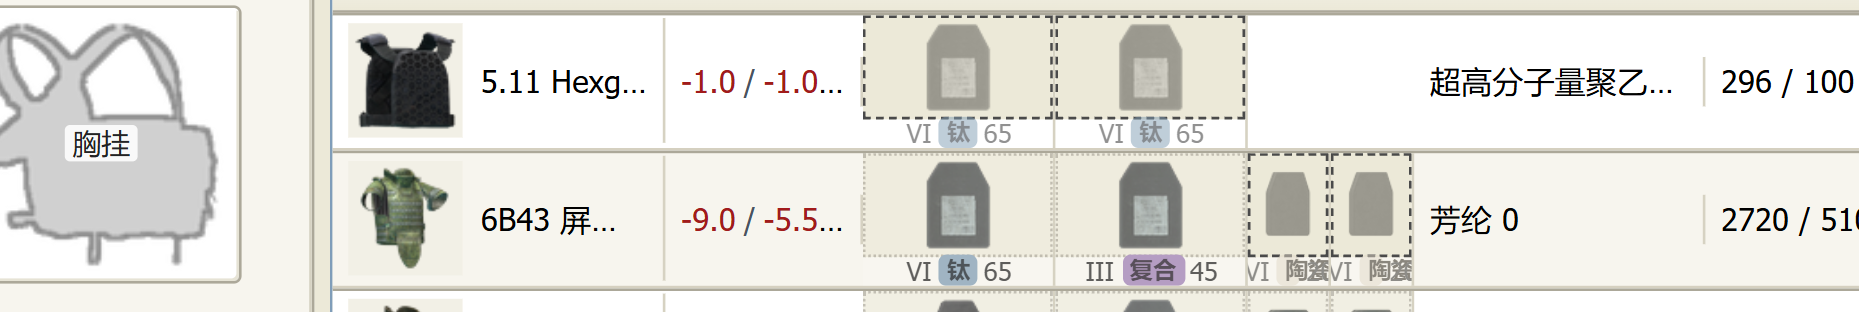 胸挂
5.11 Hexg... -1.0 / -1.0... 超高分子量聚乙... 296 / 100
VI 钛 65 VI 钛 65
6B43 屏... -9.0 / -5.5... 芳纶 0 2720 / 510
VI 钛 65 III 复合 45 VI 陶瓷 VI 陶瓷